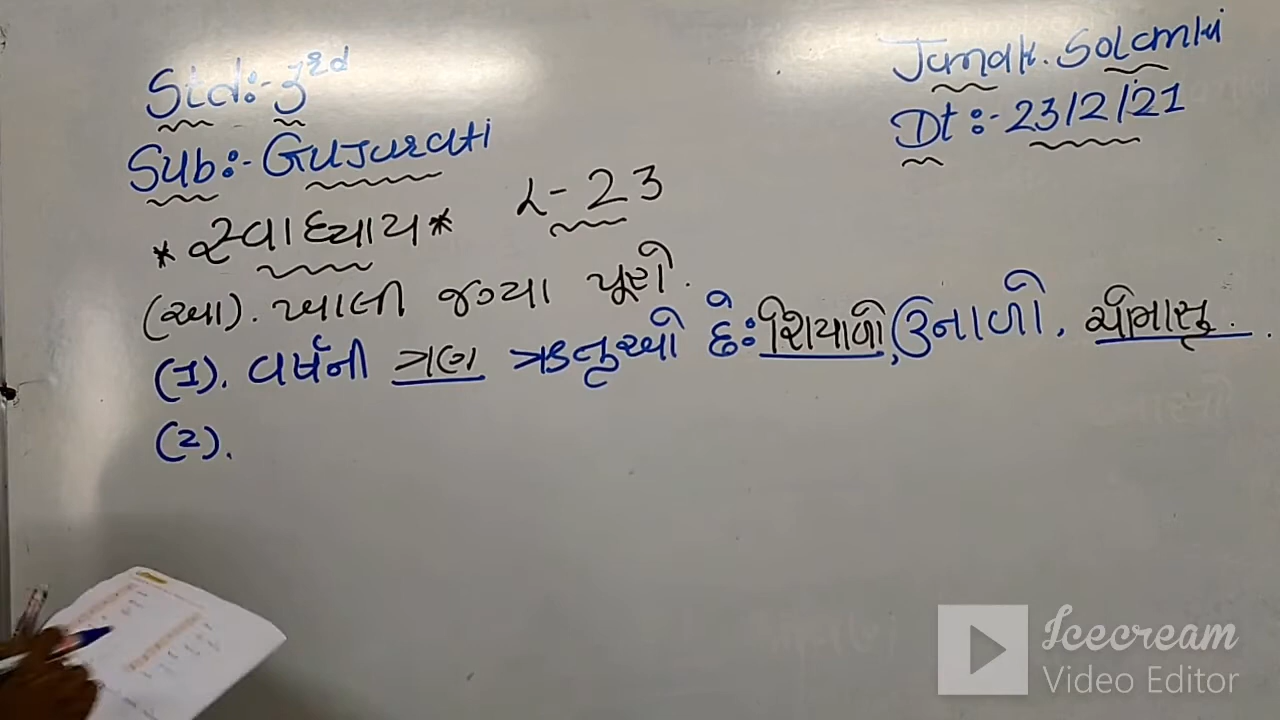 Std:- 3rd
Janak. Solanki
Sub:- Gujarati
Dt:- 23/2/21
*સ્વાધ્યાય* L-23
(આ). ખાલી જગ્યા પૂરો.
(1). વર્ષની ત્રણ ઋતુઓ છે: શિયાળો, ઉનાળો, ચોમાસુ.
(2).
Icecream
Video Editor